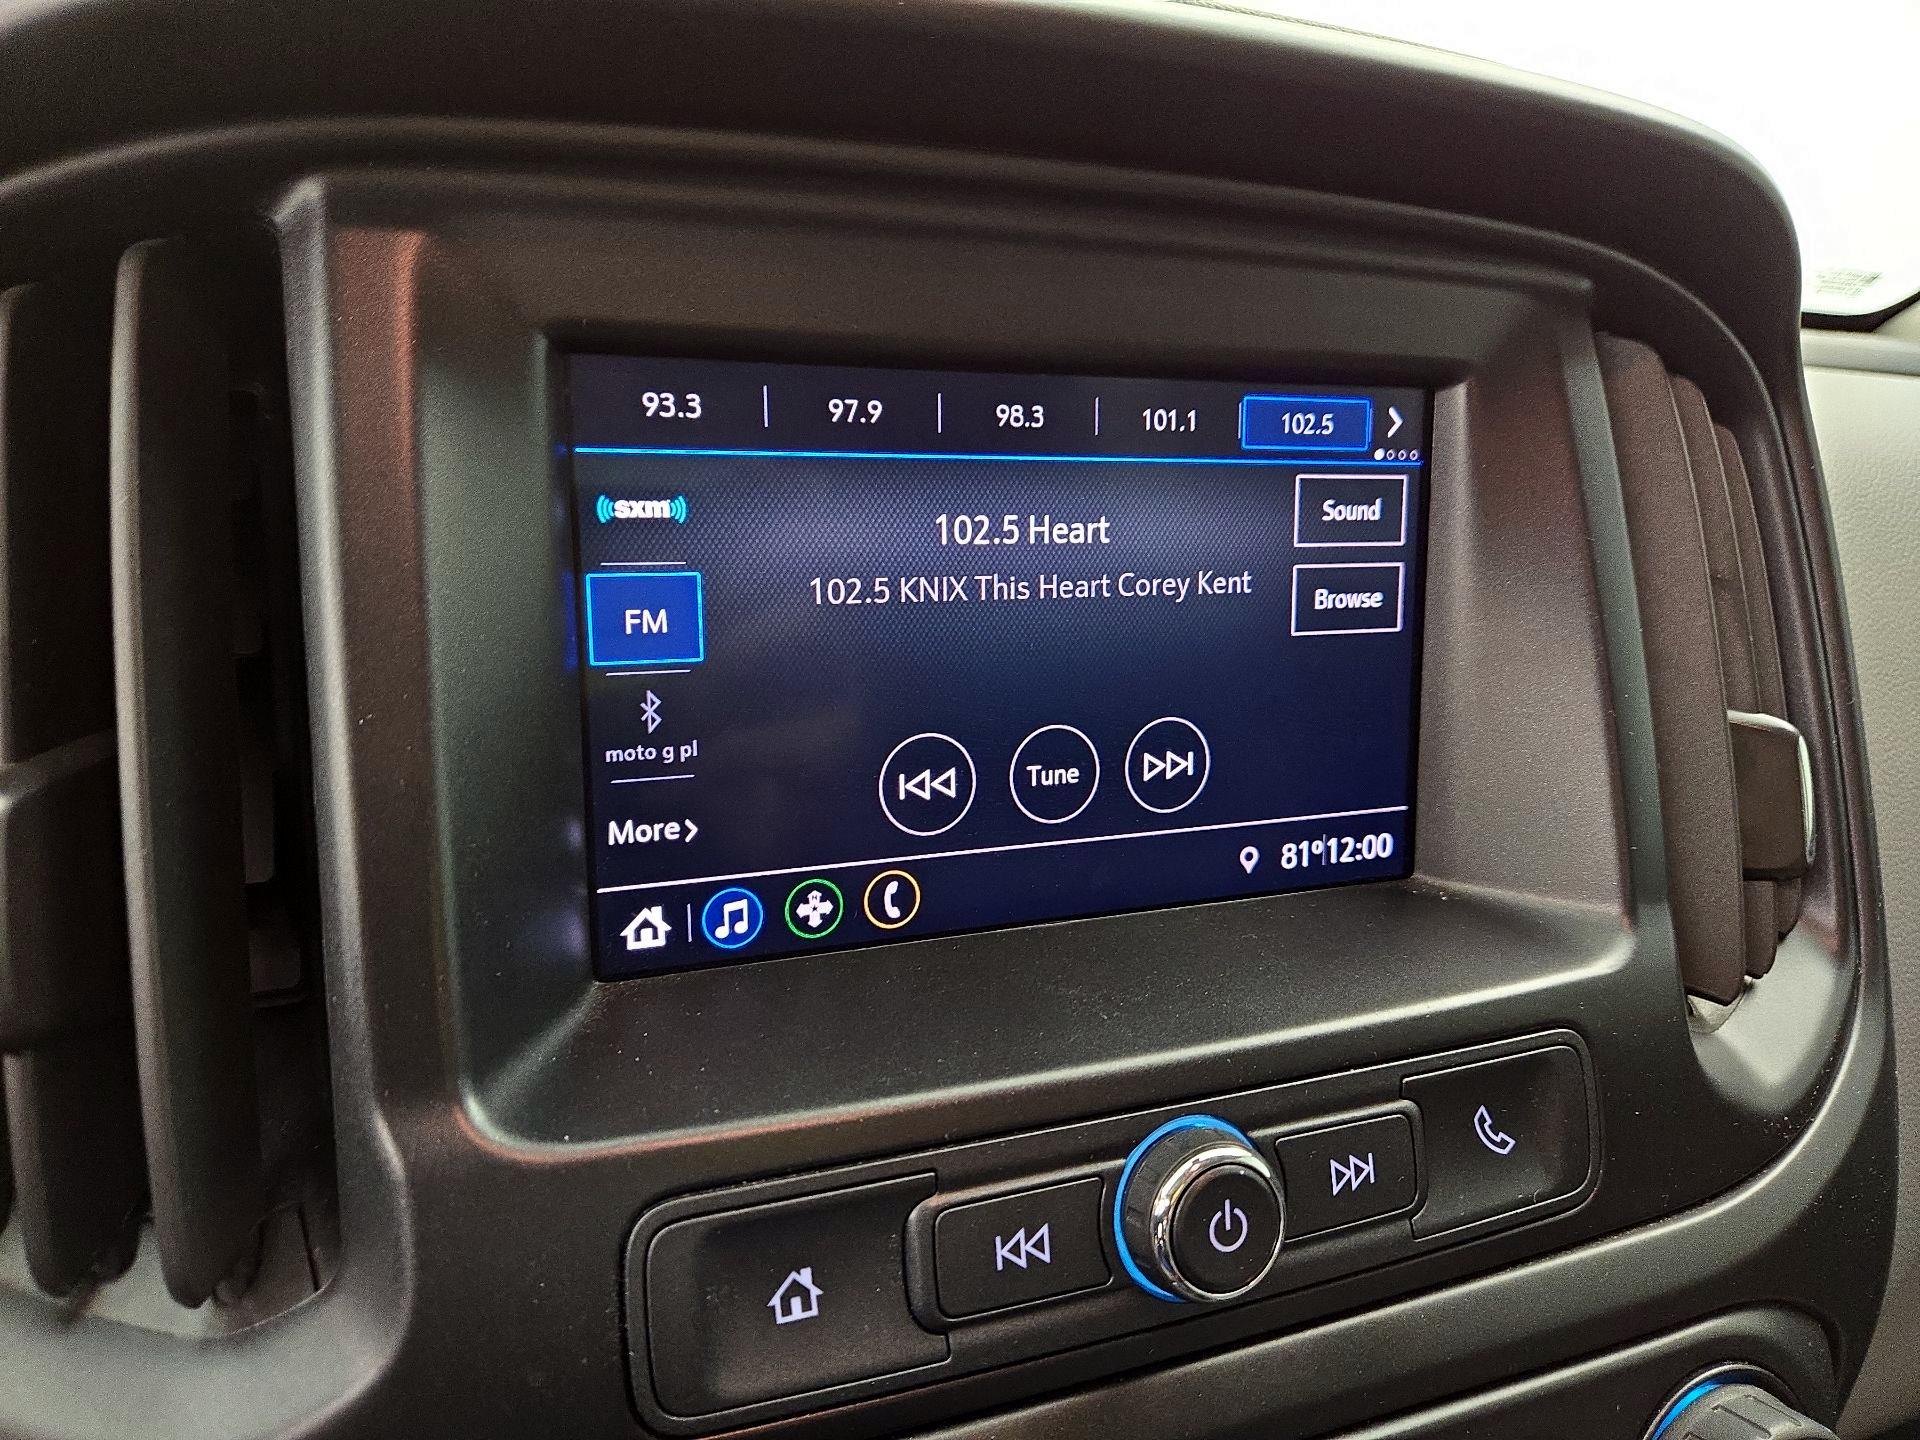 93.3 97.9 98.3 101.1 102.5
sxm
Sound
102.5 Heart
102.5 KNIX This Heart Corey Kent
Browse
FM
moto g pl
Tune
More
81° 12:00